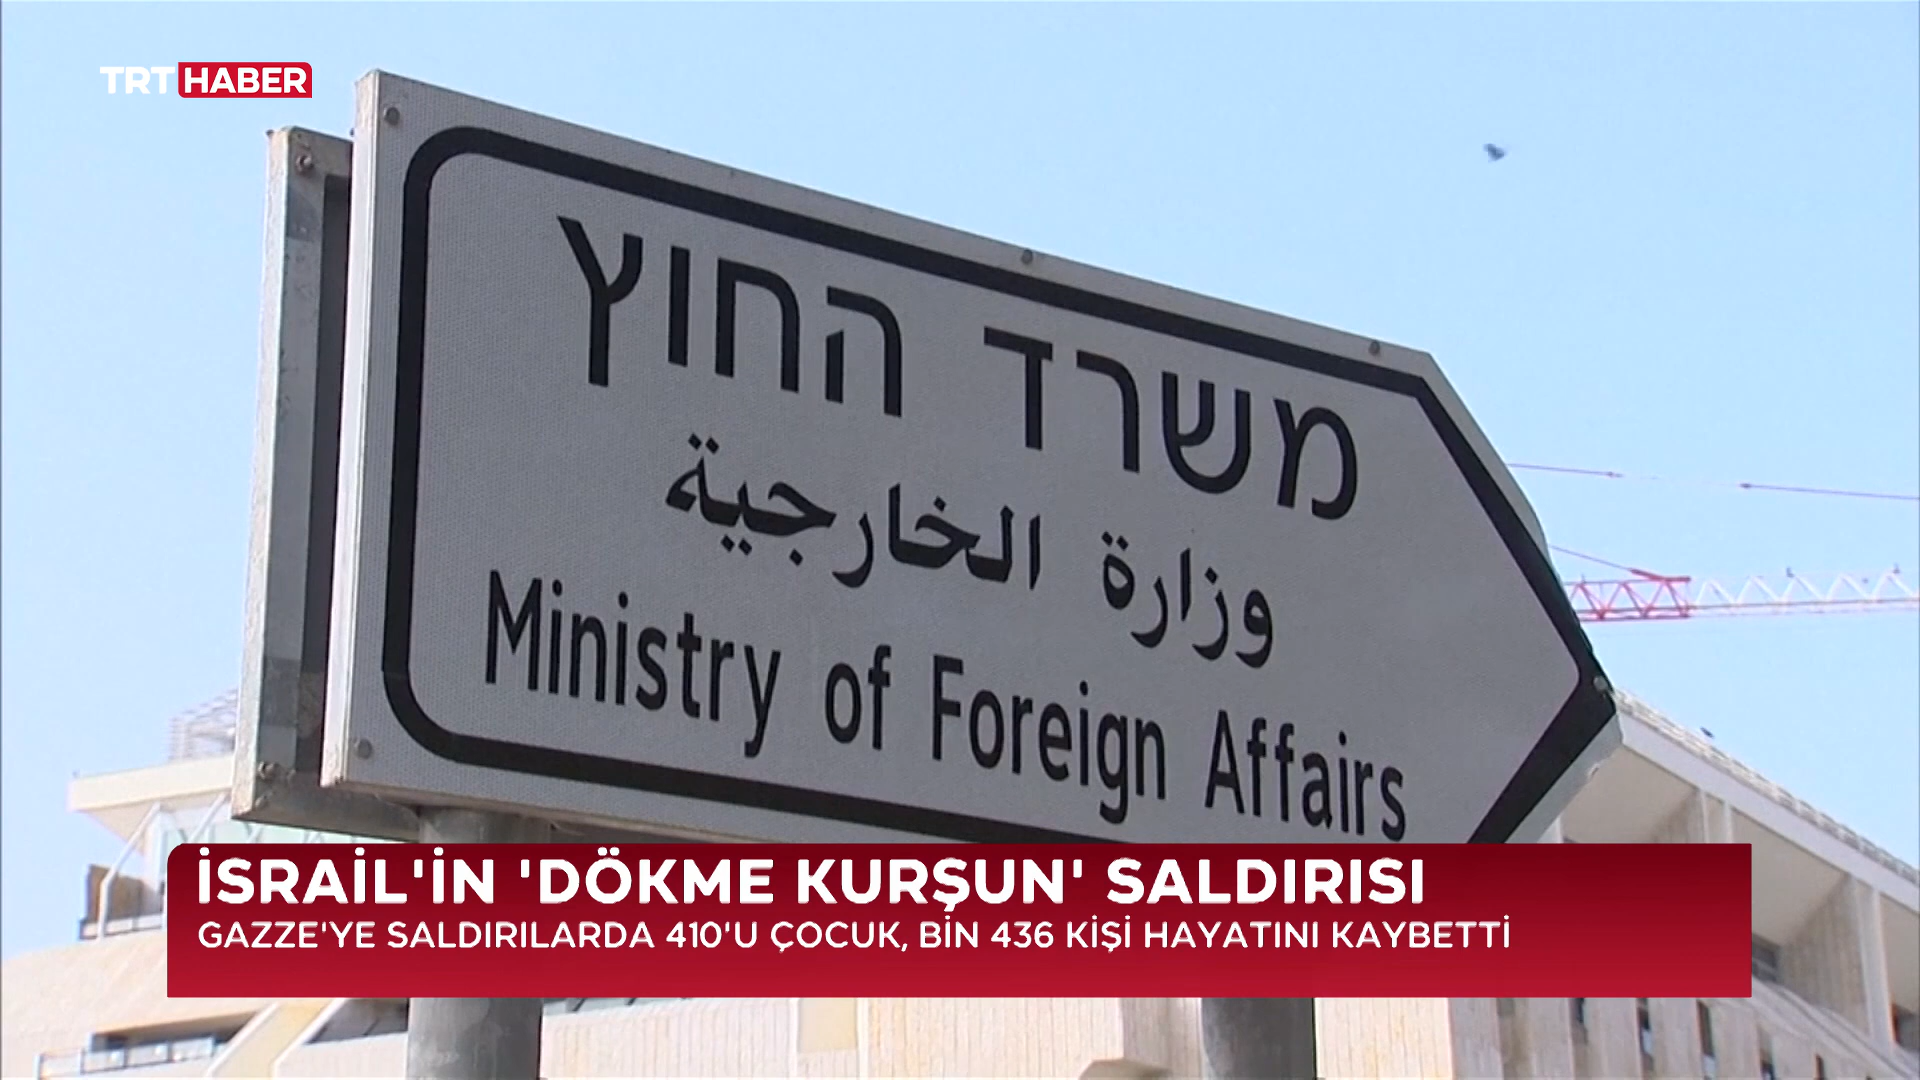 TRT HABER
משרד החוץ
وزارة الخارجية
Ministry of Foreign Affairs
İSRAİL'İN 'DÖKME KURŞUN' SALDIRISI
GAZZE'YE SALDIRILARDA 410'U ÇOCUK, BİN 436 KİŞİ HAYATINI KAYBETTİ